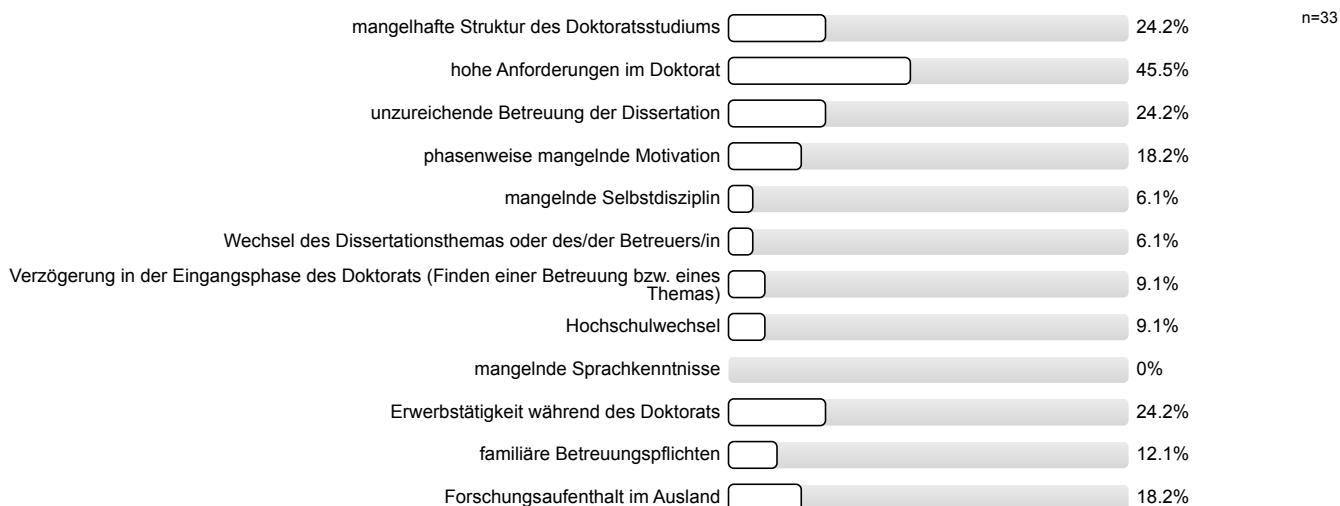 n=33
mangelhafte Struktur des Doktoratsstudiums 24.2%
hohe Anforderungen im Doktorat 45.5%
unzureichende Betreuung der Dissertation 24.2%
phasenweise mangelnde Motivation 18.2%
mangelnde Selbstdisziplin 6.1%
Wechsel des Dissertationsthemas oder des/der Betreuers/in 6.1%
Verzögerung in der Eingangsphase des Doktorats (Finden einer Betreuung bzw. eines
Themas) 9.1%
Hochschulwechsel 9.1%
mangelnde Sprachkenntnisse 0%
Erwerbstätigkeit während des Doktorats 24.2%
familiäre Betreuungspflichten 12.1%
Forschungsaufenthalt im Ausland 18.2%